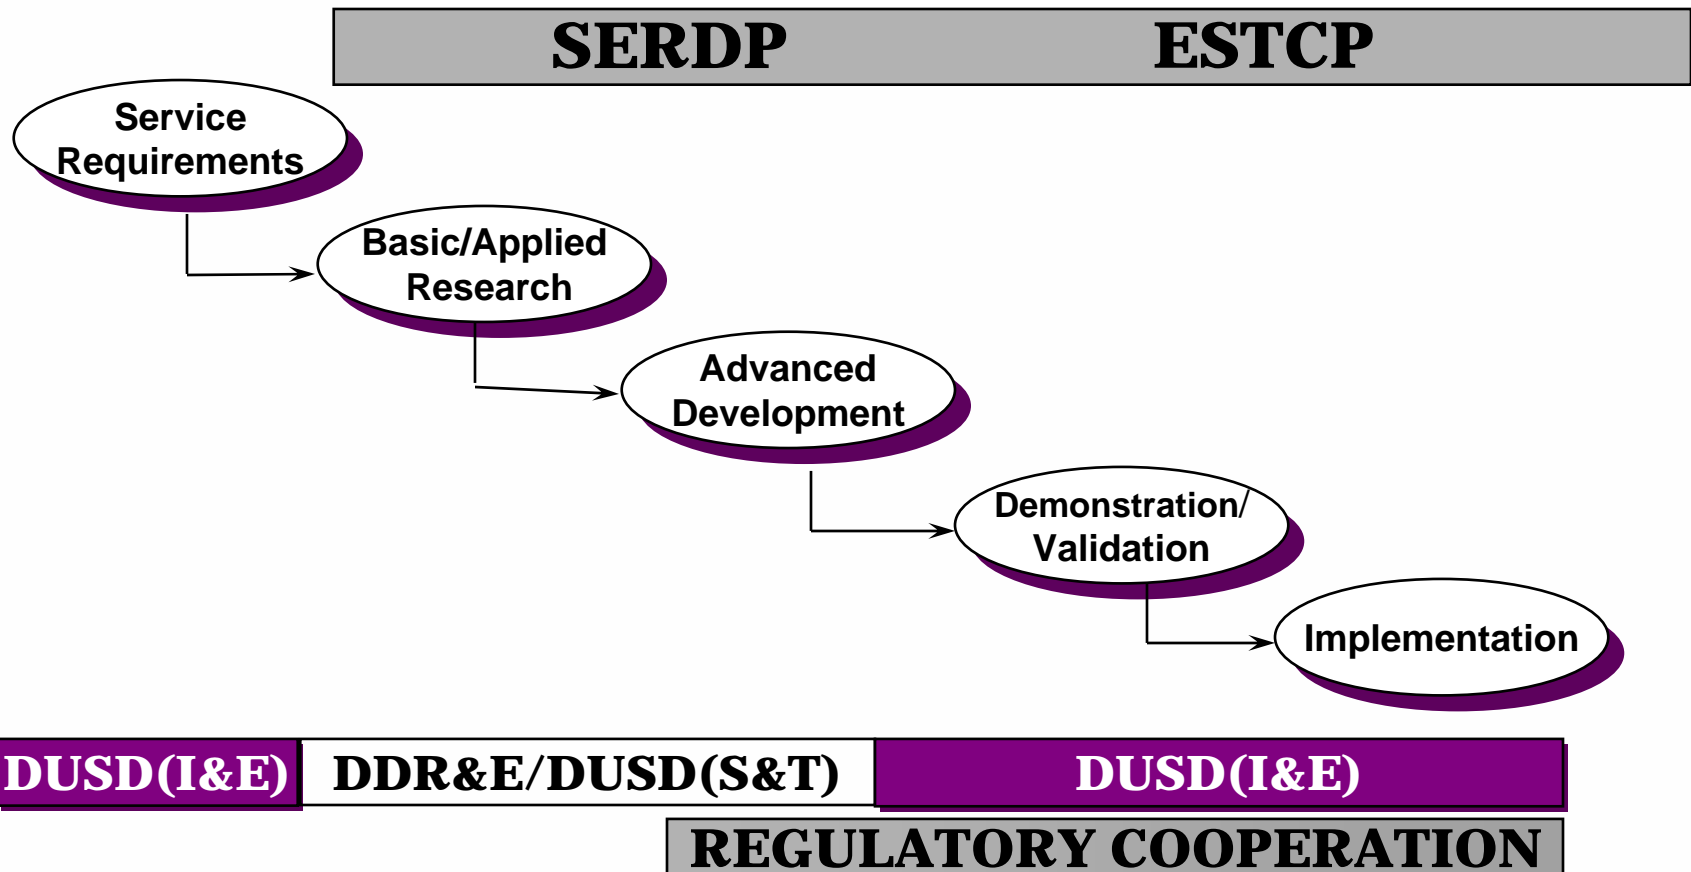 SERDP ESTCP
Service
Requirements
Basic/Applied
Research
Advanced
Development
Demonstration/
Validation
Implementation
DUSD(I&E) DDR&E/DUSD(S&T) DUSD(I&E)
REGULATORY COOPERATION